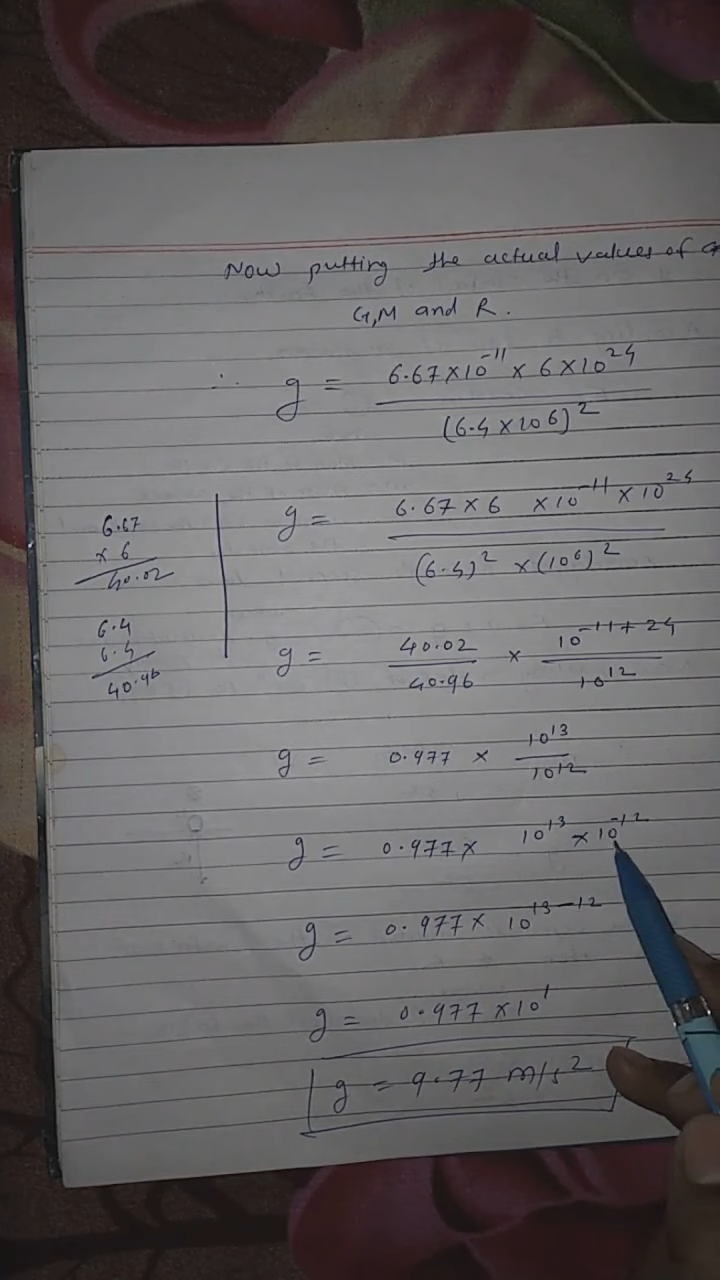 Now putting the actual values of G
G,M and R.
∴ g = 6.67×10⁻¹¹ × 6×10²⁴ / (6.4×10⁶)²
g = 6.67×6 ×10⁻¹¹ ×10²⁴ / (6.4)² ×(10⁶)²
6.67
× 6
40.02
6.4
6.4
40.96
g = 40.02 / 40.96 × 10⁻¹¹⁺²⁴ / 10¹²
g = 0.977 × 10¹³ / 10¹²
g = 0.977× 10¹³ ×10⁻¹²
g = 0.977× 10¹³⁻¹²
g = 0.977 ×10¹
g = 9.77 m/s²